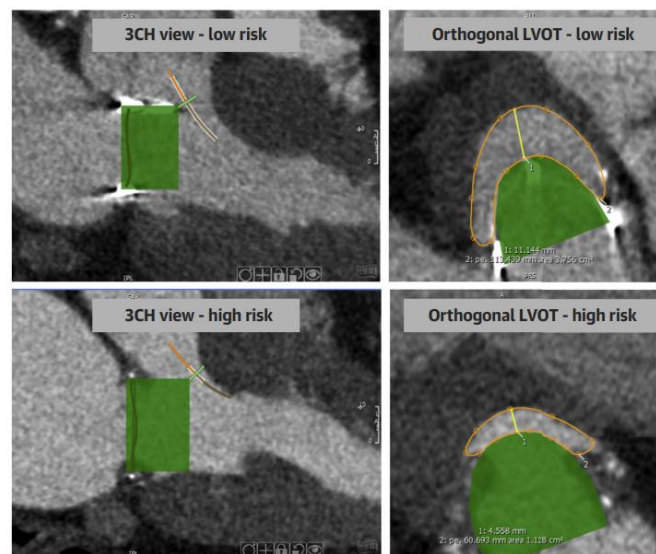 3CH view - low risk
Orthogonal LVOT - low risk
1: 11.144 mm
2: pe, 113.439 mm area 3.756 cm²
3CH view - high risk
Orthogonal LVOT - high risk
A
1
2
1: 4.558 mm
2: pe, 60.693 mm area 1.128 cm²